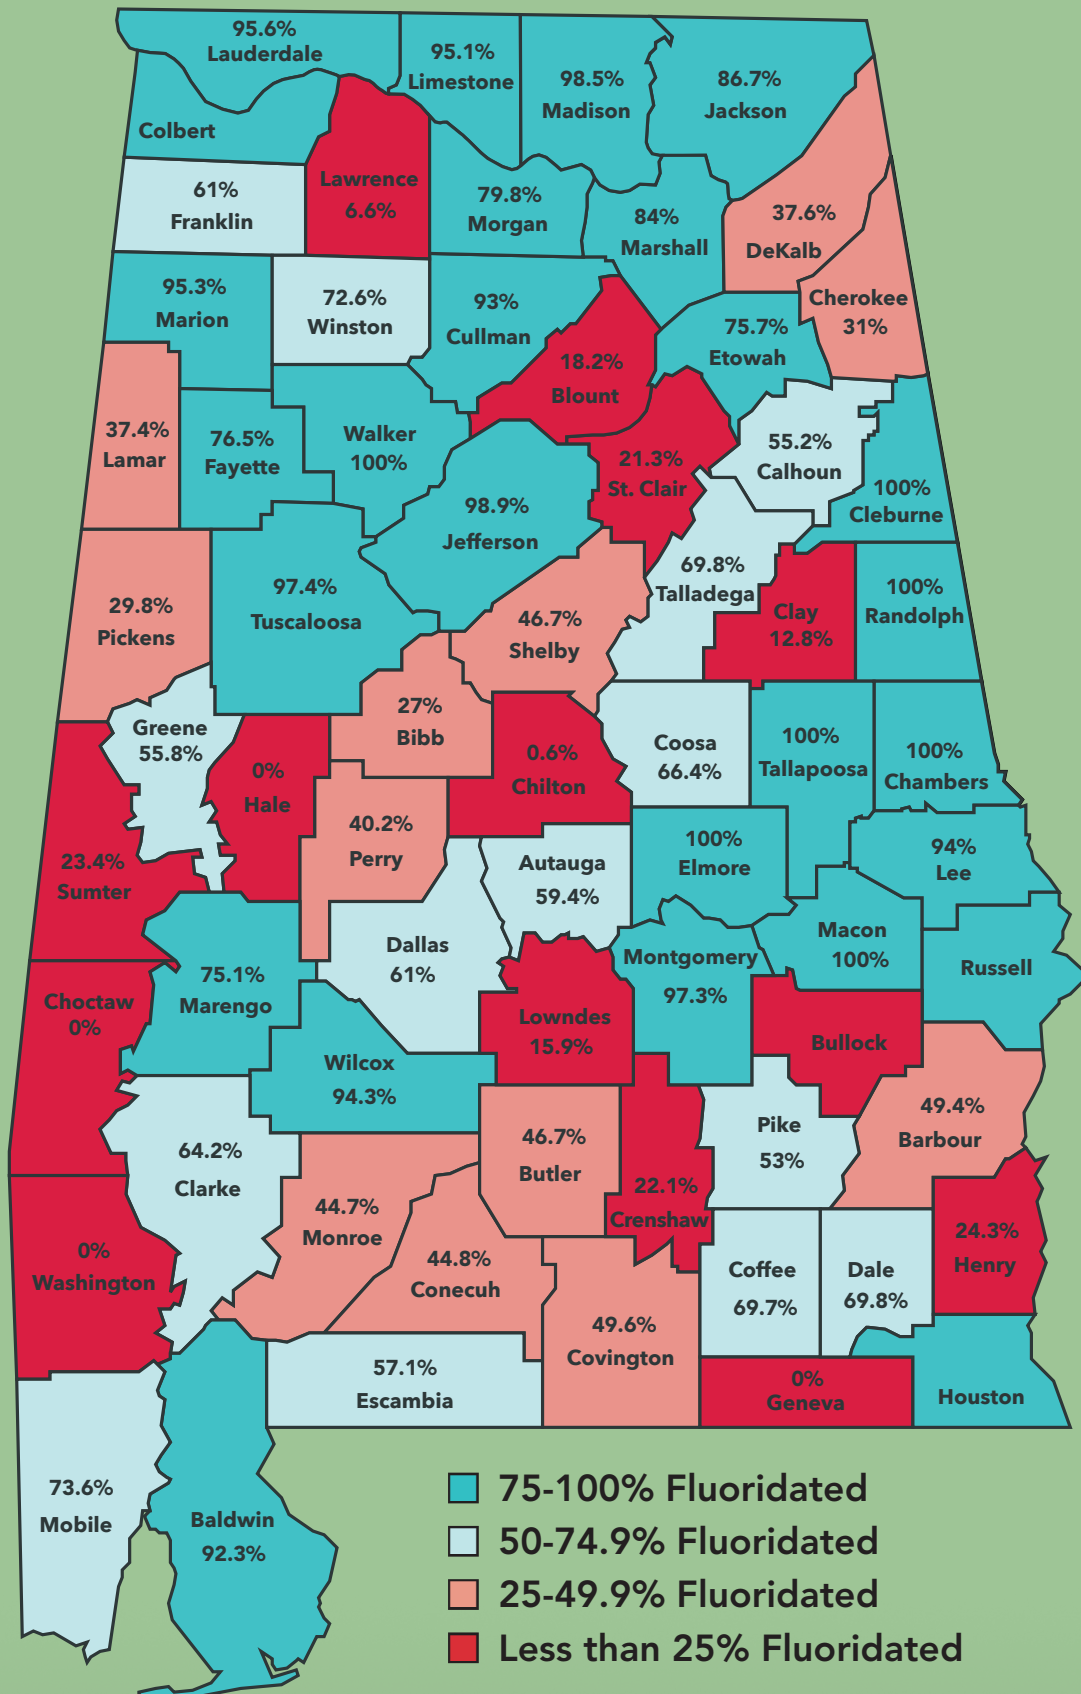 95.6%
Lauderdale
95.1%
Limestone
98.5%
Madison
86.7%
Jackson
Colbert
61%
Franklin
Lawrence
6.6%
79.8%
Morgan
84%
Marshall
37.6%
DeKalb
Cherokee
31%
95.3%
Marion
72.6%
Winston
93%
Cullman
18.2%
Blount
75.7%
Etowah
37.4%
Lamar
76.5%
Fayette
Walker
100%
98.9%
Jefferson
21.3%
St. Clair
55.2%
Calhoun
100%
Cleburne
29.8%
Pickens
97.4%
Tuscaloosa
46.7%
Shelby
69.8%
Talladega
Clay
12.8%
100%
Randolph
Greene
55.8%
0%
Hale
27%
Bibb
0.6%
Chilton
Coosa
66.4%
100%
Tallapoosa
100%
Chambers
23.4%
Sumter
40.2%
Perry
Autauga
59.4%
100%
Elmore
94%
Lee
Choctaw
0%
75.1%
Marengo
Dallas
61%
Lowndes
15.9%
Montgomery
97.3%
Macon
100%
Russell
Bullock
Wilcox
94.3%
64.2%
Clarke
46.7%
Butler
22.1%
Crenshaw
Pike
53%
49.4%
Barbour
0%
Washington
44.7%
Monroe
44.8%
Conecuh
49.6%
Covington
Coffee
69.7%
Dale
69.8%
24.3%
Henry
57.1%
Escambia
0%
Geneva
Houston
73.6%
Mobile
Baldwin
92.3%
75-100% Fluoridated
50-74.9% Fluoridated
25-49.9% Fluoridated
Less than 25% Fluoridated